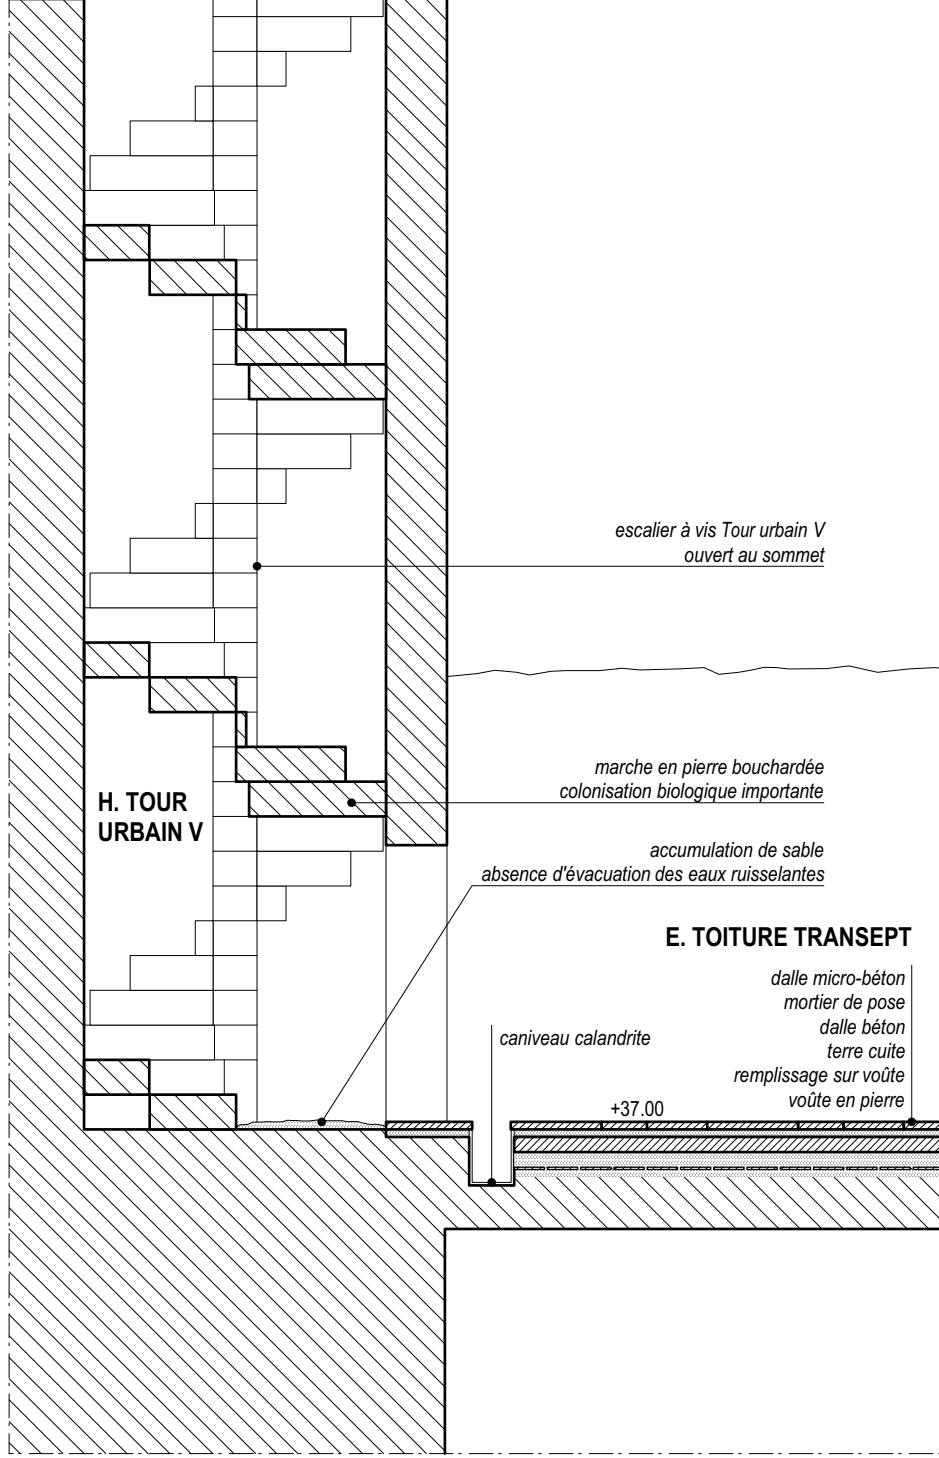 escalier à vis Tour urbain V
ouvert au sommet
marche en pierre bouchardée
colonisation biologique importante
H. TOUR
URBAIN V
accumulation de sable
absence d'évacuation des eaux ruisselantes
E. TOITURE TRANSEPT
dalle micro-béton
mortier de pose
dalle béton
terre cuite
remplissage sur voûte
voûte en pierre
caniveau calandrite
+37.00